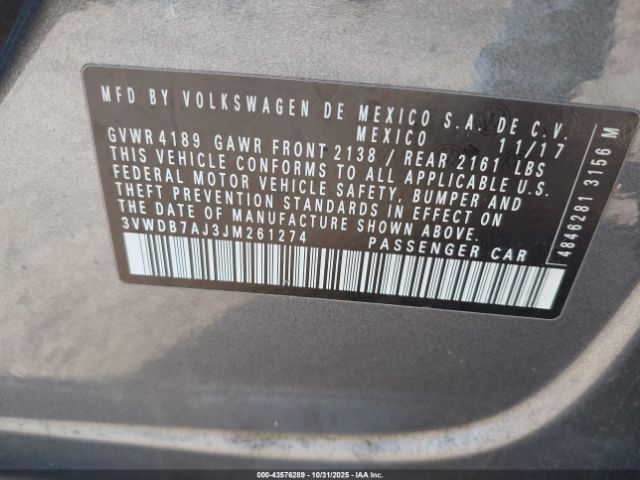 MFD BY VOLKSWAGEN DE MEXICO S.A. DE C.V.
MEXICO 11/17
GVWR 4189 GAWR FRONT 2138 / REAR 2161 LBS
THIS VEHICLE CONFORMS TO ALL APPLICABLE U.S.
FEDERAL MOTOR VEHICLE SAFETY, BUMPER AND
THEFT PREVENTION STANDARDS IN EFFECT ON
THE DATE OF MANUFACTURE SHOWN ABOVE.
3VWDB7AJ3JM261274 PASSENGER CAR
4846281 3156 M
000-43576289 - 10/31/2025 - IAAI.COM